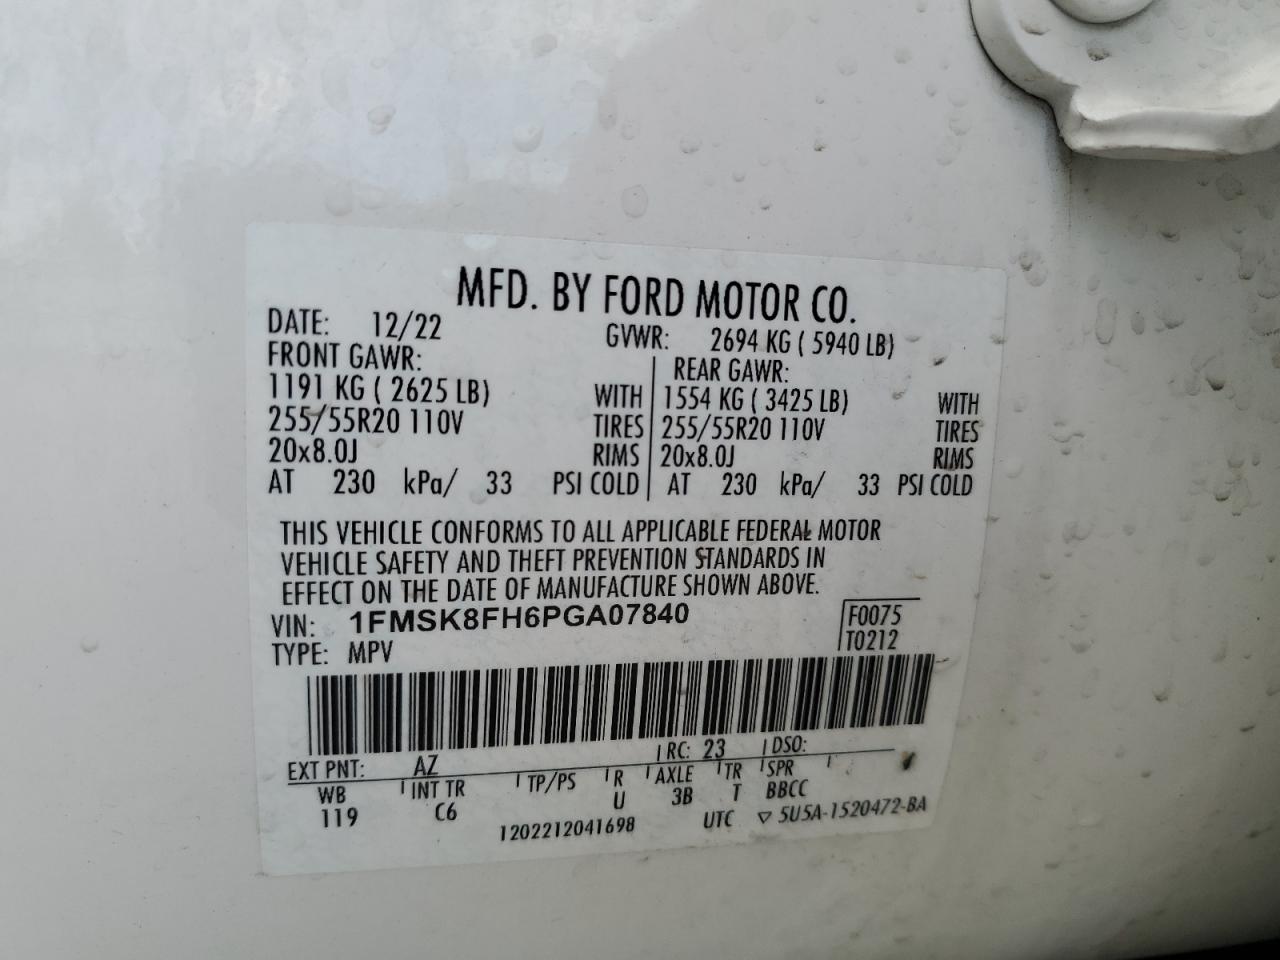 MFD. BY FORD MOTOR CO.
DATE: 12/22 GVWR: 2694 KG ( 5940 LB)
FRONT GAWR: REAR GAWR:
1191 KG ( 2625 LB) WITH 1554 KG ( 3425 LB) WITH
255/55R20 110V TIRES 255/55R20 110V TIRES
20x8.0J RIMS 20x8.0J RIMS
AT 230 kPa/ 33 PSI COLD AT 230 kPa/ 33 PSI COLD
THIS VEHICLE CONFORMS TO ALL APPLICABLE FEDERAL MOTOR
VEHICLE SAFETY AND THEFT PREVENTION STANDARDS IN
EFFECT ON THE DATE OF MANUFACTURE SHOWN ABOVE.
VIN: 1FMSK8FH6PGA07840 F0075
TYPE: MPV T0212
EXT PNT: AZ RC: 23 DSO:
WB INT TR TP/PS R AXLE TR SPR
119 C6 U 3B T BBCC
1202212041698 UTC ▽ 5U5A-1520472-BA